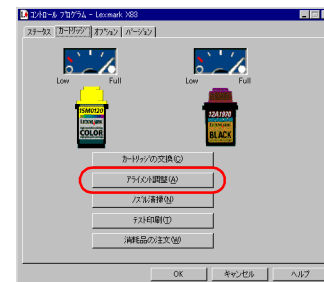 コントロール プログラム - Lexmark X83
ステータス カートリッジ オプション バージョン
Low Full Low Full
15M0120 12A1970
COLOR BLACK
カートリッジの交換(C)
アライメント調整(A)
ノズル清掃(N)
テスト印刷(T)
消耗品の注文(W)
OK キャンセル ヘルプ